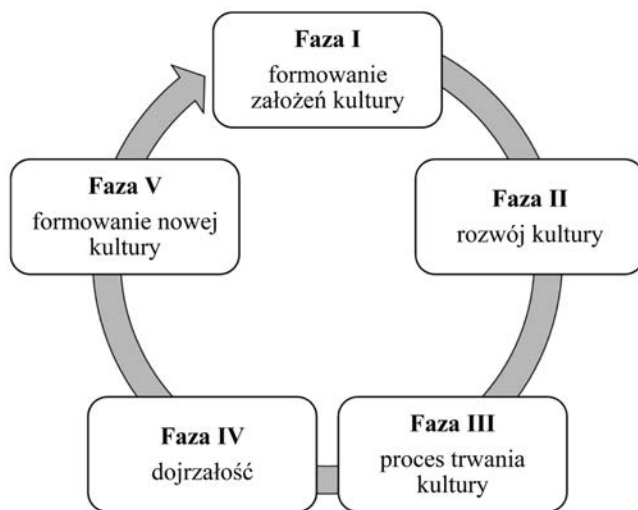 Faza I
formowanie
założeń kultury
Faza II
rozwój kultury
Faza III
proces trwania
kultury
Faza IV
dojrzałość
Faza V
formowanie nowej
kultury